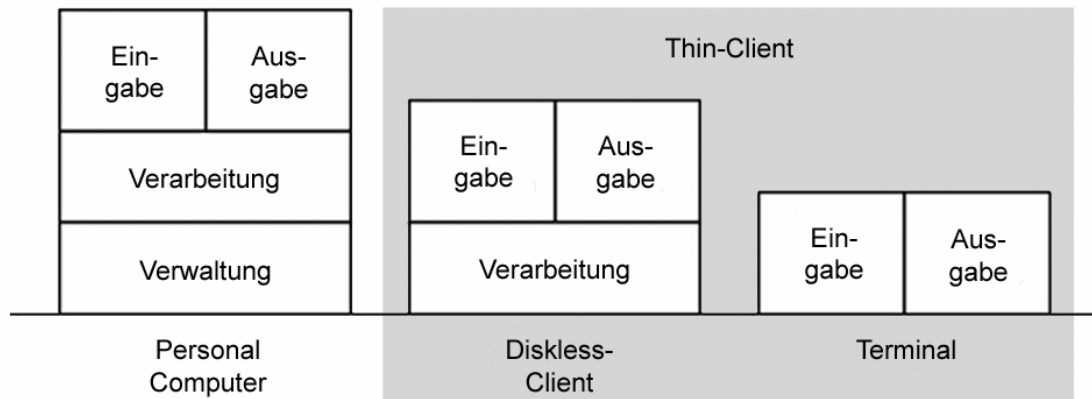 Ein-
gabe
Aus-
gabe
Verarbeitung
Verwaltung
Personal
Computer
Thin-Client
Ein-
gabe
Aus-
gabe
Verarbeitung
Diskless-
Client
Ein-
gabe
Aus-
gabe
Terminal